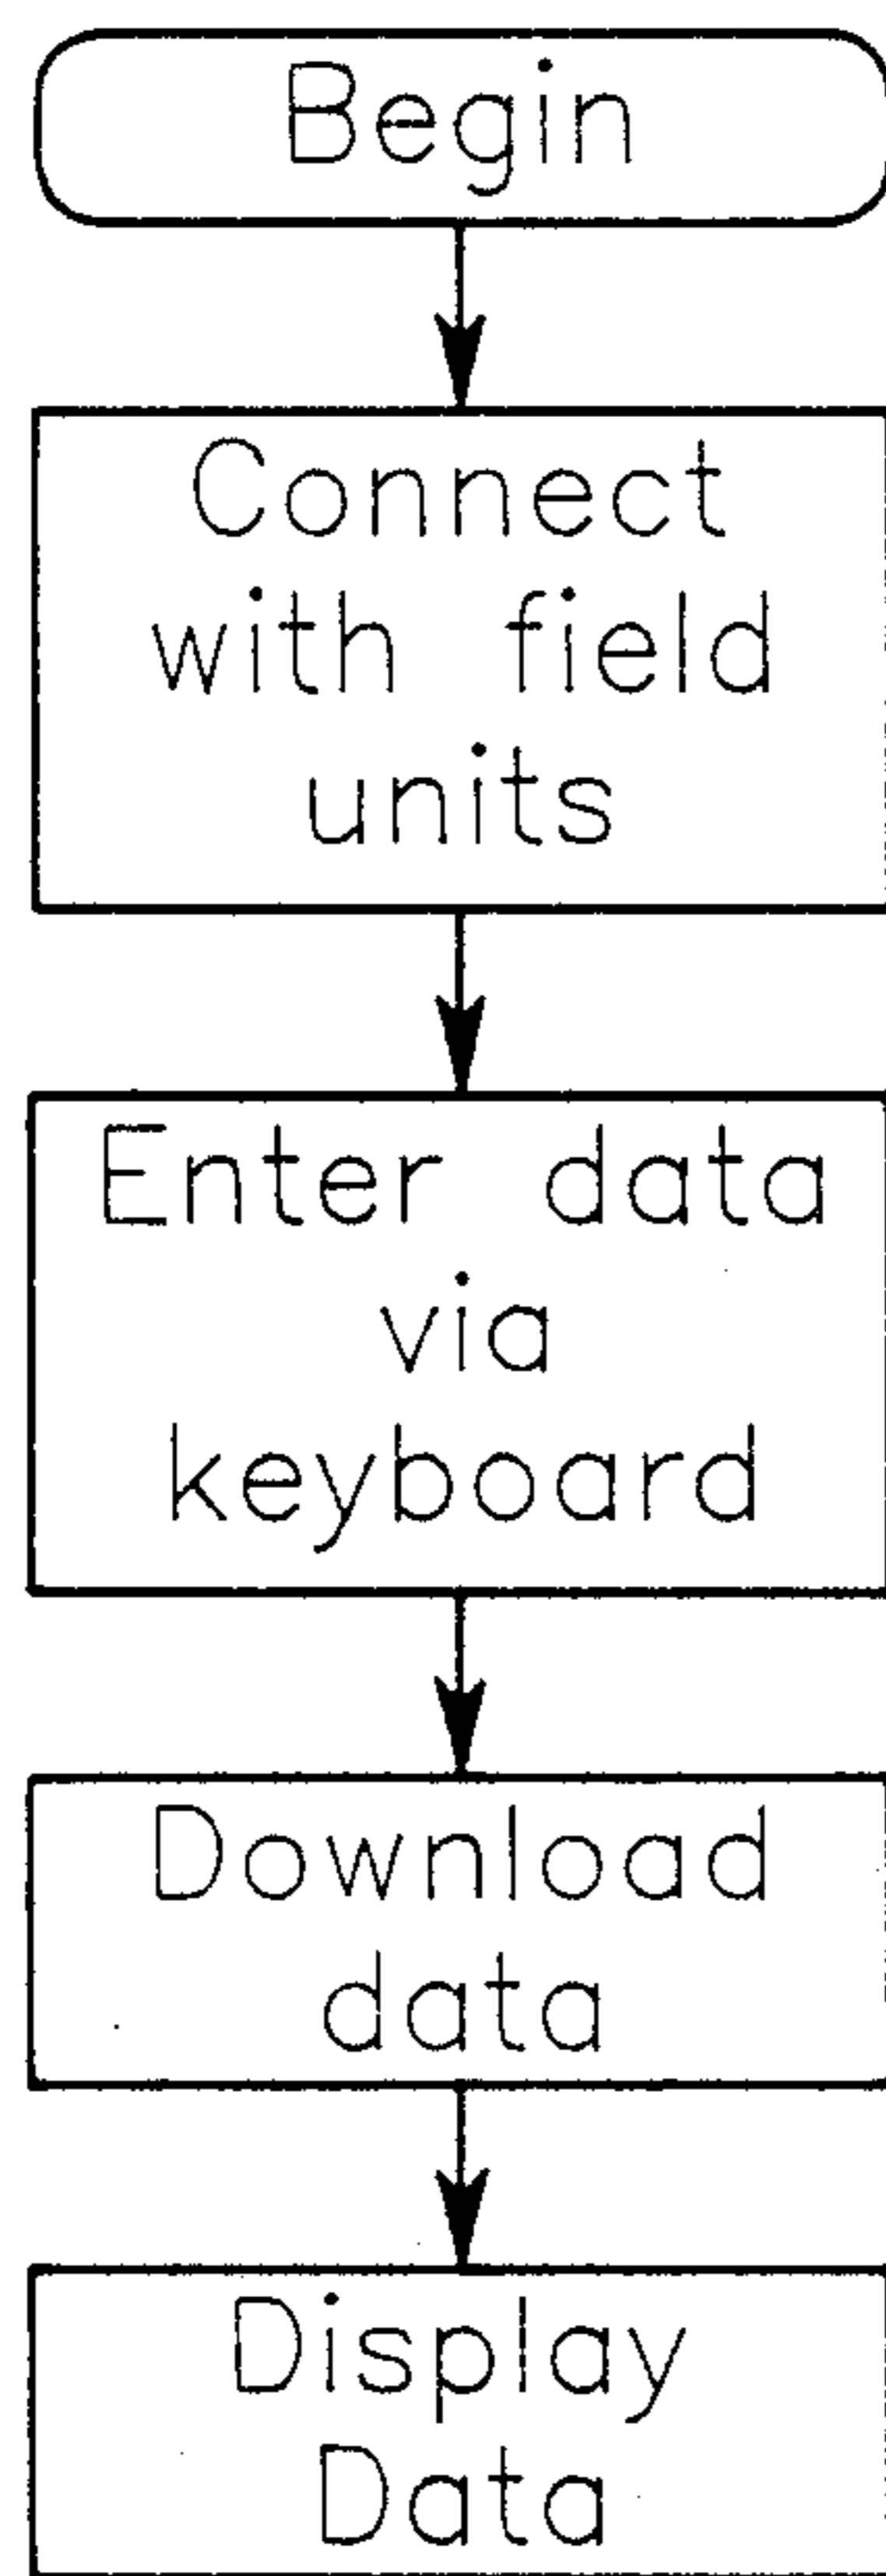 Begin
Connect
with field
units
Enter data
via
keyboard
Download
data
Display
Data